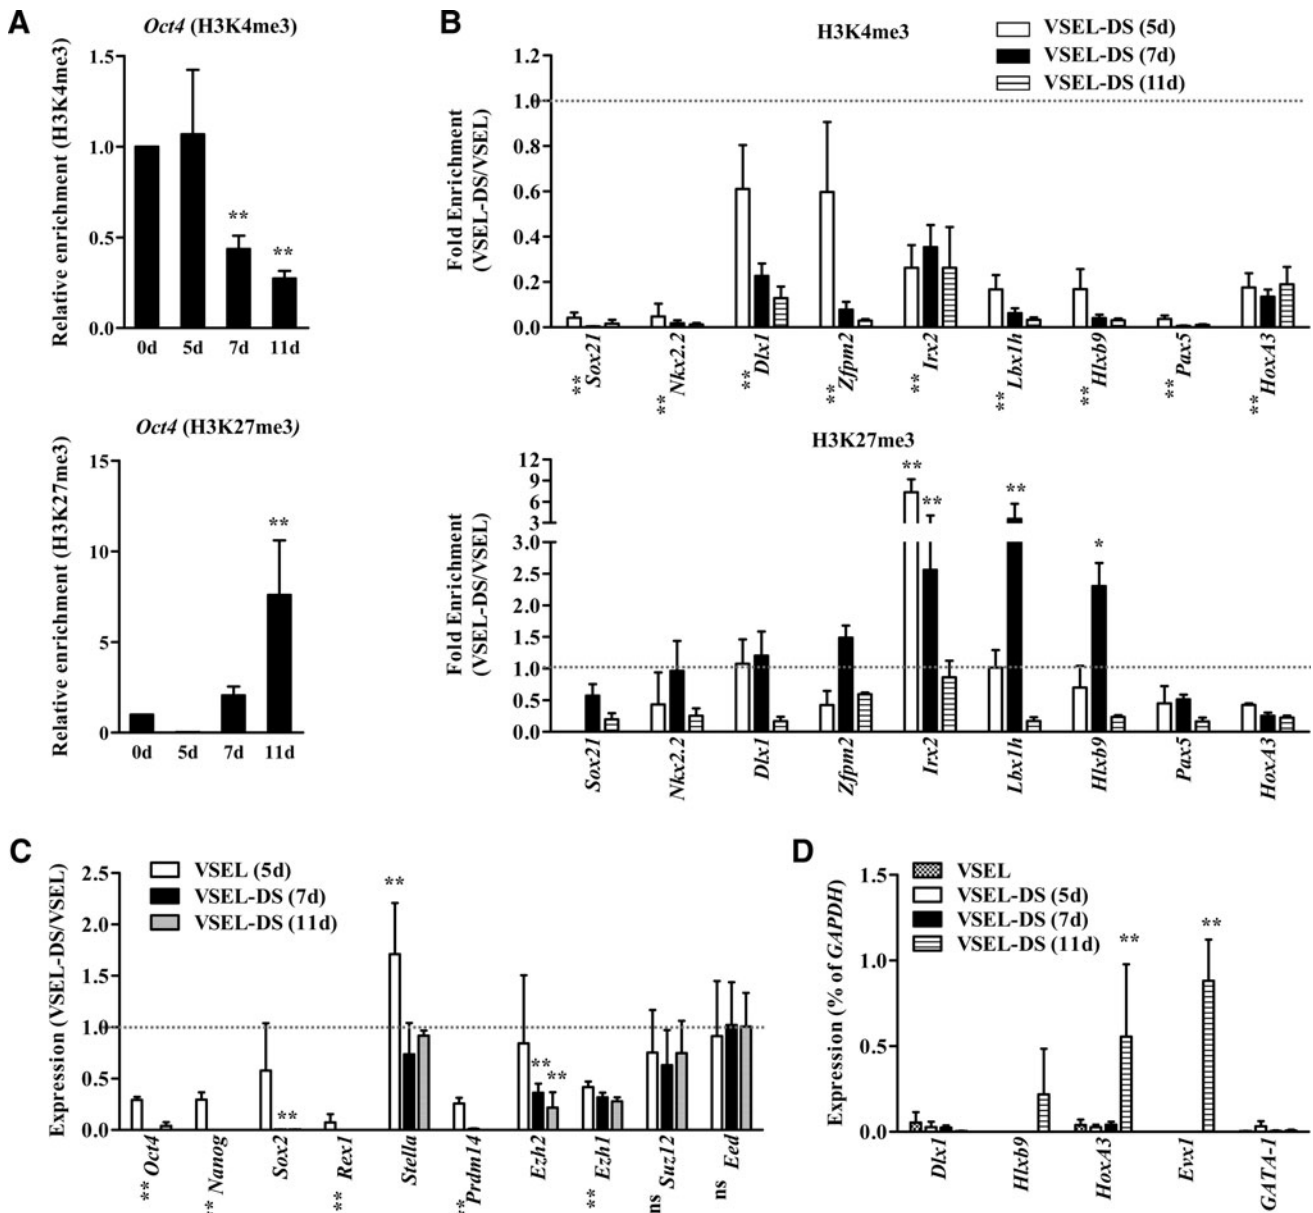 A
Oct4 (H3K4me3)
Relative enrichment (H3K4me3)
1.5
1.0
0.5
0.0
**
**
0d 5d 7d 11d
Oct4 (H3K27me3)
Relative enrichment (H3K27me3)
15
10
5
0
**
0d 5d 7d 11d
B
H3K4me3
VSEL-DS (5d)
VSEL-DS (7d)
VSEL-DS (11d)
Fold Enrichment
(VSEL-DS/VSEL)
1.2
1.0
0.8
0.6
0.4
0.2
0.0
**Sox21
**Nkx2.2
**Dlx1
**Zfpm2
**Irx2
**Lbx1h
**Hlxb9
**Pax5
**HoxA3
H3K27me3
Fold Enrichment
(VSEL-DS/VSEL)
12
9
6
3
3.0
2.5
2.0
1.5
1.0
0.5
0.0
**
**
**
*
Sox21
Nkx2.2
Dlx1
Zfpm2
Irx2
Lbx1h
Hlxb9
Pax5
HoxA3
C
VSEL (5d)
VSEL-DS (7d)
VSEL-DS (11d)
Expression (VSEL-DS/VSEL)
2.5
2.0
1.5
1.0
0.5
0.0
**
**
**
**
** Oct4
** Nanog
Sox2
** Rex1
Stella
**Prdm14
Ezh2
** Ezh1
ns Suz12
ns Eed
D
VSEL
VSEL-DS (5d)
VSEL-DS (7d)
VSEL-DS (11d)
Expression (% of GAPDH)
1.5
1.0
0.5
0.0
**
**
Dlx1
Hlxb9
HoxA3
Evx1
GATA-1